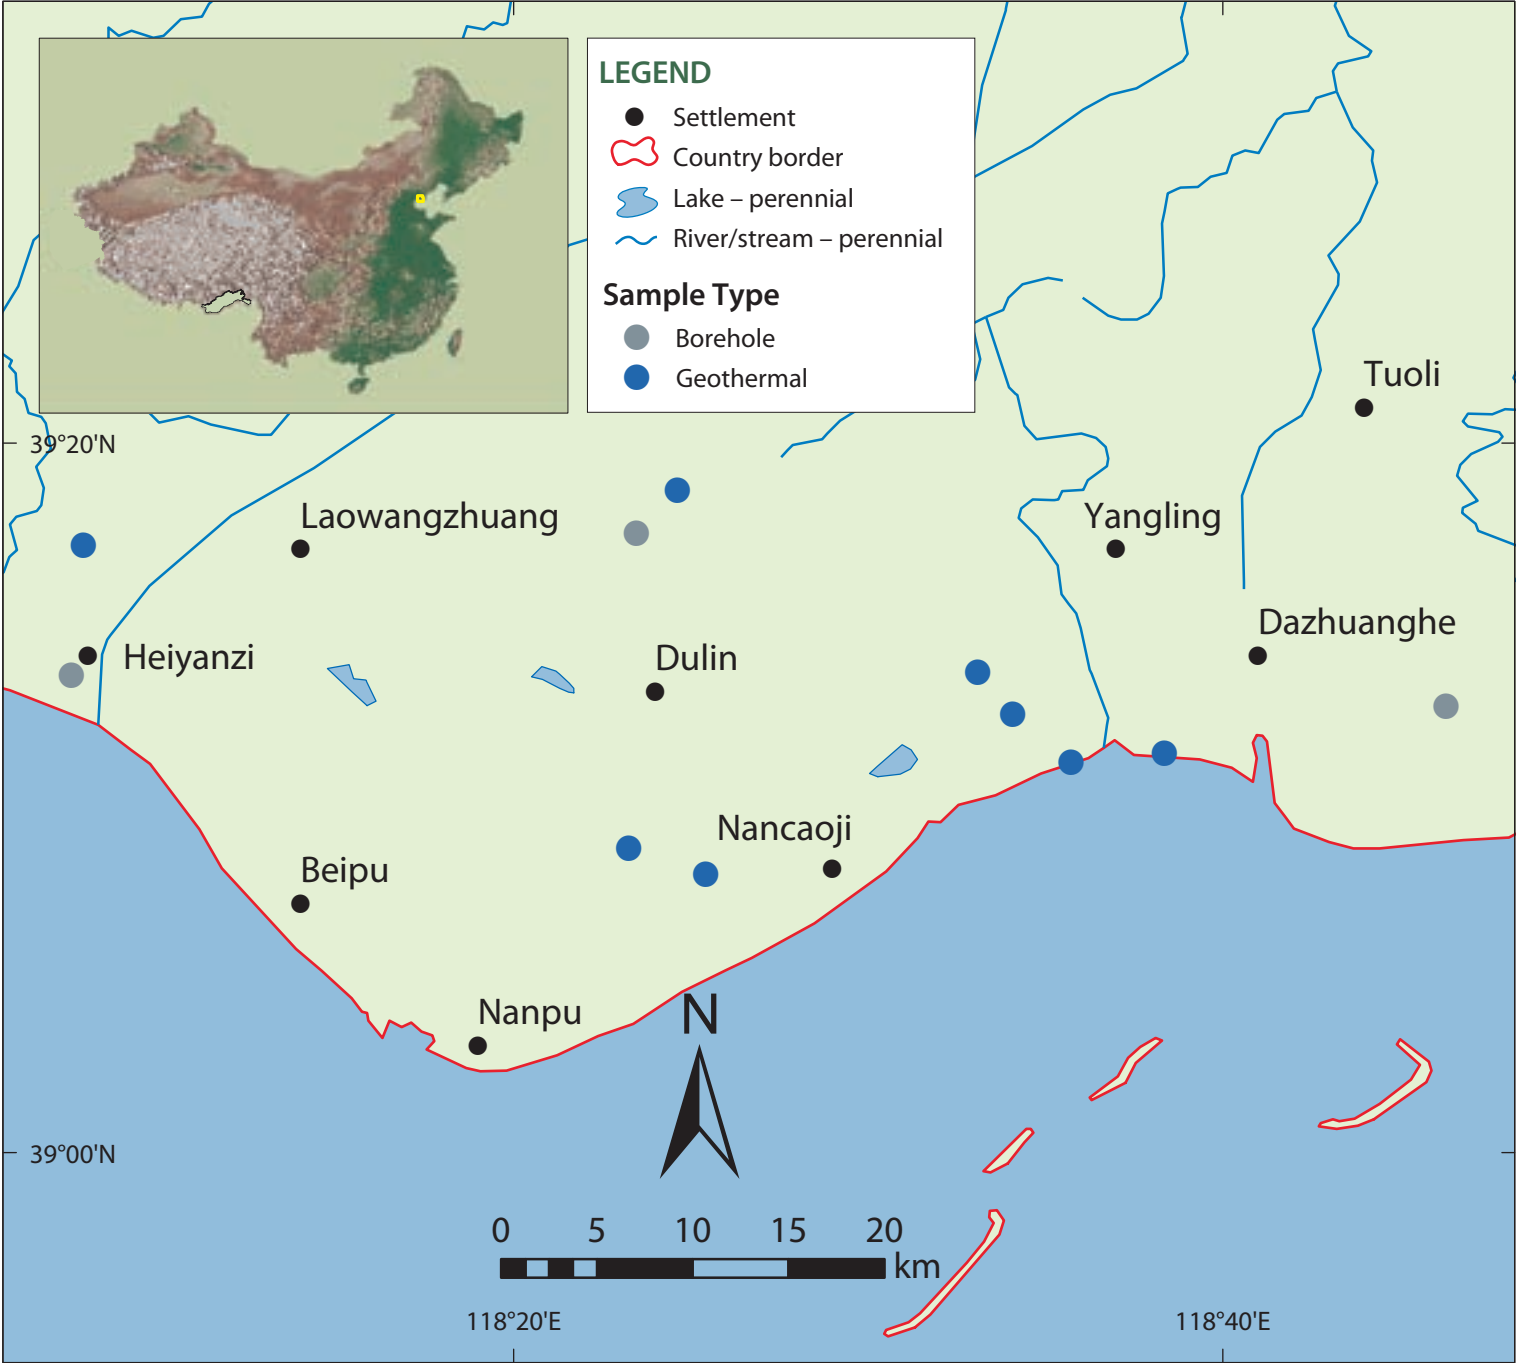 LEGEND
Settlement
Country border
Lake – perennial
River/stream – perennial
Sample Type
Borehole
Geothermal
Tuoli
39°20'N
Laowangzhuang
Yangling
Dazhuanghe
Heiyanzi
Dulin
Nancaoji
Beipu
Nanpu
N
39°00'N
0 5 10 15 20
km
118°20'E 118°40'E